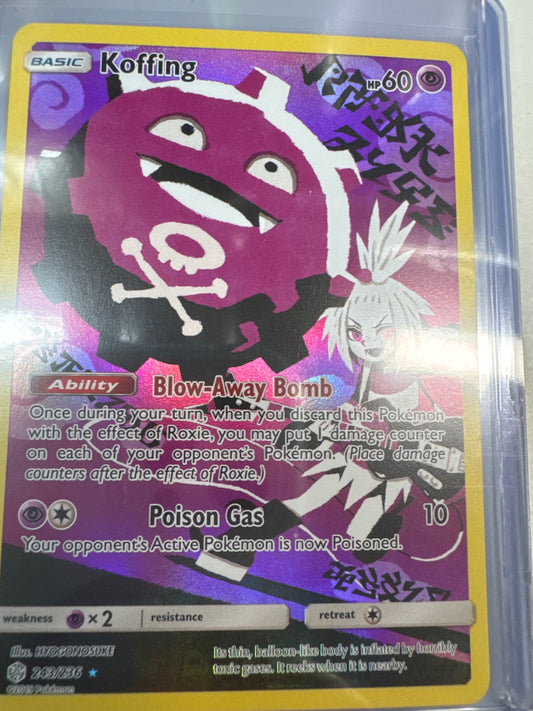 BASIC Koffing HP60
Ability Blow-Away Bomb
Once during your turn, when you discard this Pokémon
with the effect of Roxie, you may put 1 damage counter
on each of your opponent's Pokémon. (Place damage
counters after the effect of Roxie.)
Poison Gas 10
Your opponent's Active Pokémon is now Poisoned.
weakness ×2 resistance retreat
Illus. HYOGONOSUKE
243/236
©2019 Pokémon
Its thin, balloon-like body is inflated by horribly
toxic gases. It reeks when it is nearby.